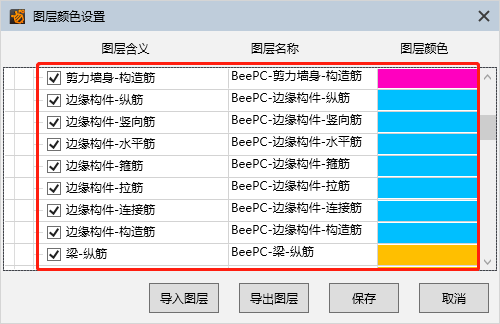 图层颜色设置
图层含义 图层名称 图层颜色
剪力墙身-构造筋 BeePC-剪力墙身-构造筋
边缘构件-纵筋 BeePC-边缘构件-纵筋
边缘构件-竖向筋 BeePC-边缘构件-竖向筋
边缘构件-水平筋 BeePC-边缘构件-水平筋
边缘构件-箍筋 BeePC-边缘构件-箍筋
边缘构件-拉筋 BeePC-边缘构件-拉筋
边缘构件-连接筋 BeePC-边缘构件-连接筋
边缘构件-构造筋 BeePC-边缘构件-构造筋
梁-纵筋 BeePC-梁-纵筋
导入图层 导出图层 保存 取消